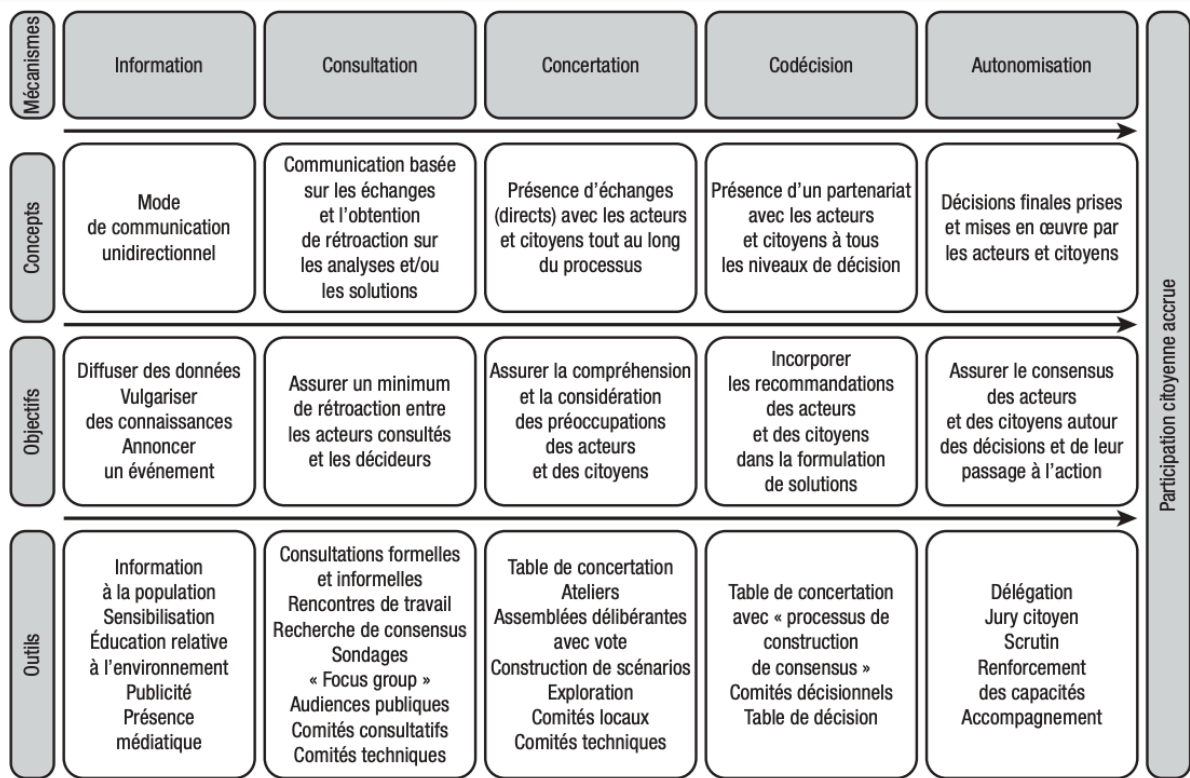 Mécanismes
Information
Consultation
Concertation
Codécision
Autonomisation
Concepts
Mode
de communication
unidirectionnel
Communication basée
sur les échanges
et l’obtention
de rétroaction sur
les analyses et/ou
les solutions
Présence d’échanges
(directs) avec les acteurs
et citoyens tout au long
du processus
Présence d’un partenariat
avec les acteurs
et citoyens à tous
les niveaux de décision
Décisions finales prises
et mises en œuvre par
les acteurs et citoyens
Objectifs
Diffuser des données
Vulgariser
des connaissances
Annoncer
un événement
Assurer un minimum
de rétroaction entre
les acteurs consultés
et les décideurs
Assurer la compréhension
et la considération
des préoccupations
des acteurs
et des citoyens
Incorporer
les recommandations
des acteurs
et des citoyens
dans la formulation
de solutions
Assurer le consensus
des acteurs
et des citoyens autour
des décisions et de leur
passage à l’action
Outils
Information
à la population
Sensibilisation
Éducation relative
à l’environnement
Publicité
Présence
médiatique
Consultations formelles
et informelles
Rencontres de travail
Recherche de consensus
Sondages
« Focus group »
Audiences publiques
Comités consultatifs
Comités techniques
Table de concertation
Ateliers
Assemblées délibérantes
avec vote
Construction de scénarios
Exploration
Comités locaux
Comités techniques
Table de concertation
avec « processus de
construction
de consensus »
Comités décisionnels
Table de décision
Délégation
Jury citoyen
Scrutin
Renforcement
des capacités
Accompagnement
Participation citoyenne accrue